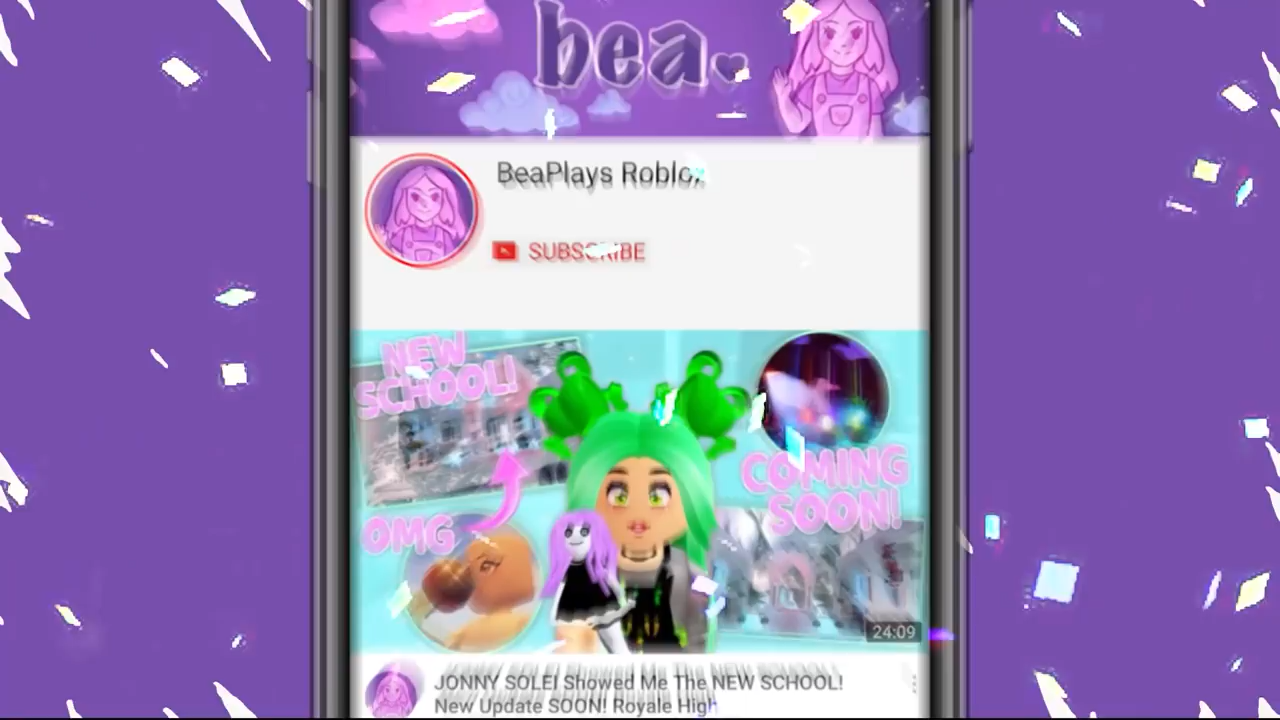 bea.
BeaPlays Roblox
SUBSCRIBE
NEW
SCHOOL!
COMING
SOON!
OMG
24:09
JONNY SOLEI Showed Me The NEW SCHOOL!
New Update SOON! Royale High